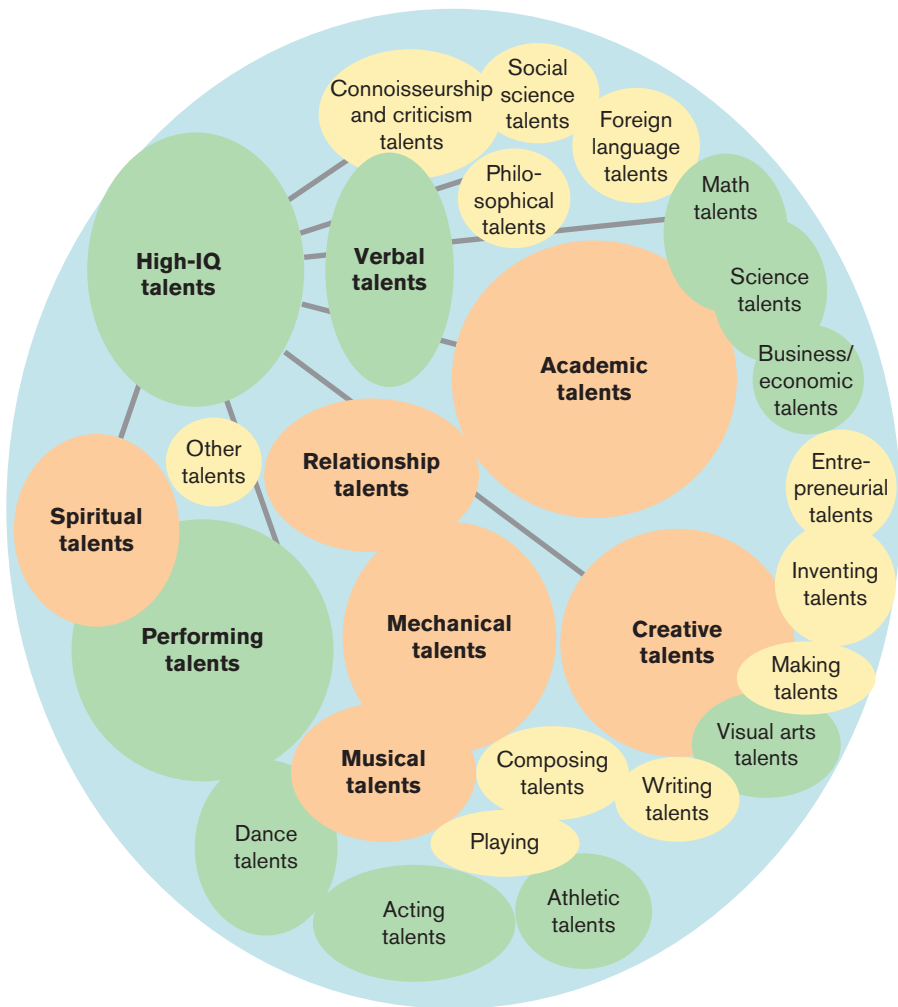 Connoisseurship
and criticism
talents
Social
science
talents
Foreign
language
talents
Philo-
sophical
talents
Math
talents
High-IQ
talents
Verbal
talents
Science
talents
Academic
talents
Business/
economic
talents
Other
talents
Relationship
talents
Entre-
preneurial
talents
Spiritual
talents
Inventing
talents
Performing
talents
Mechanical
talents
Creative
talents
Making
talents
Visual arts
talents
Musical
talents
Composing
talents
Writing
talents
Dance
talents
Playing
Acting
talents
Athletic
talents